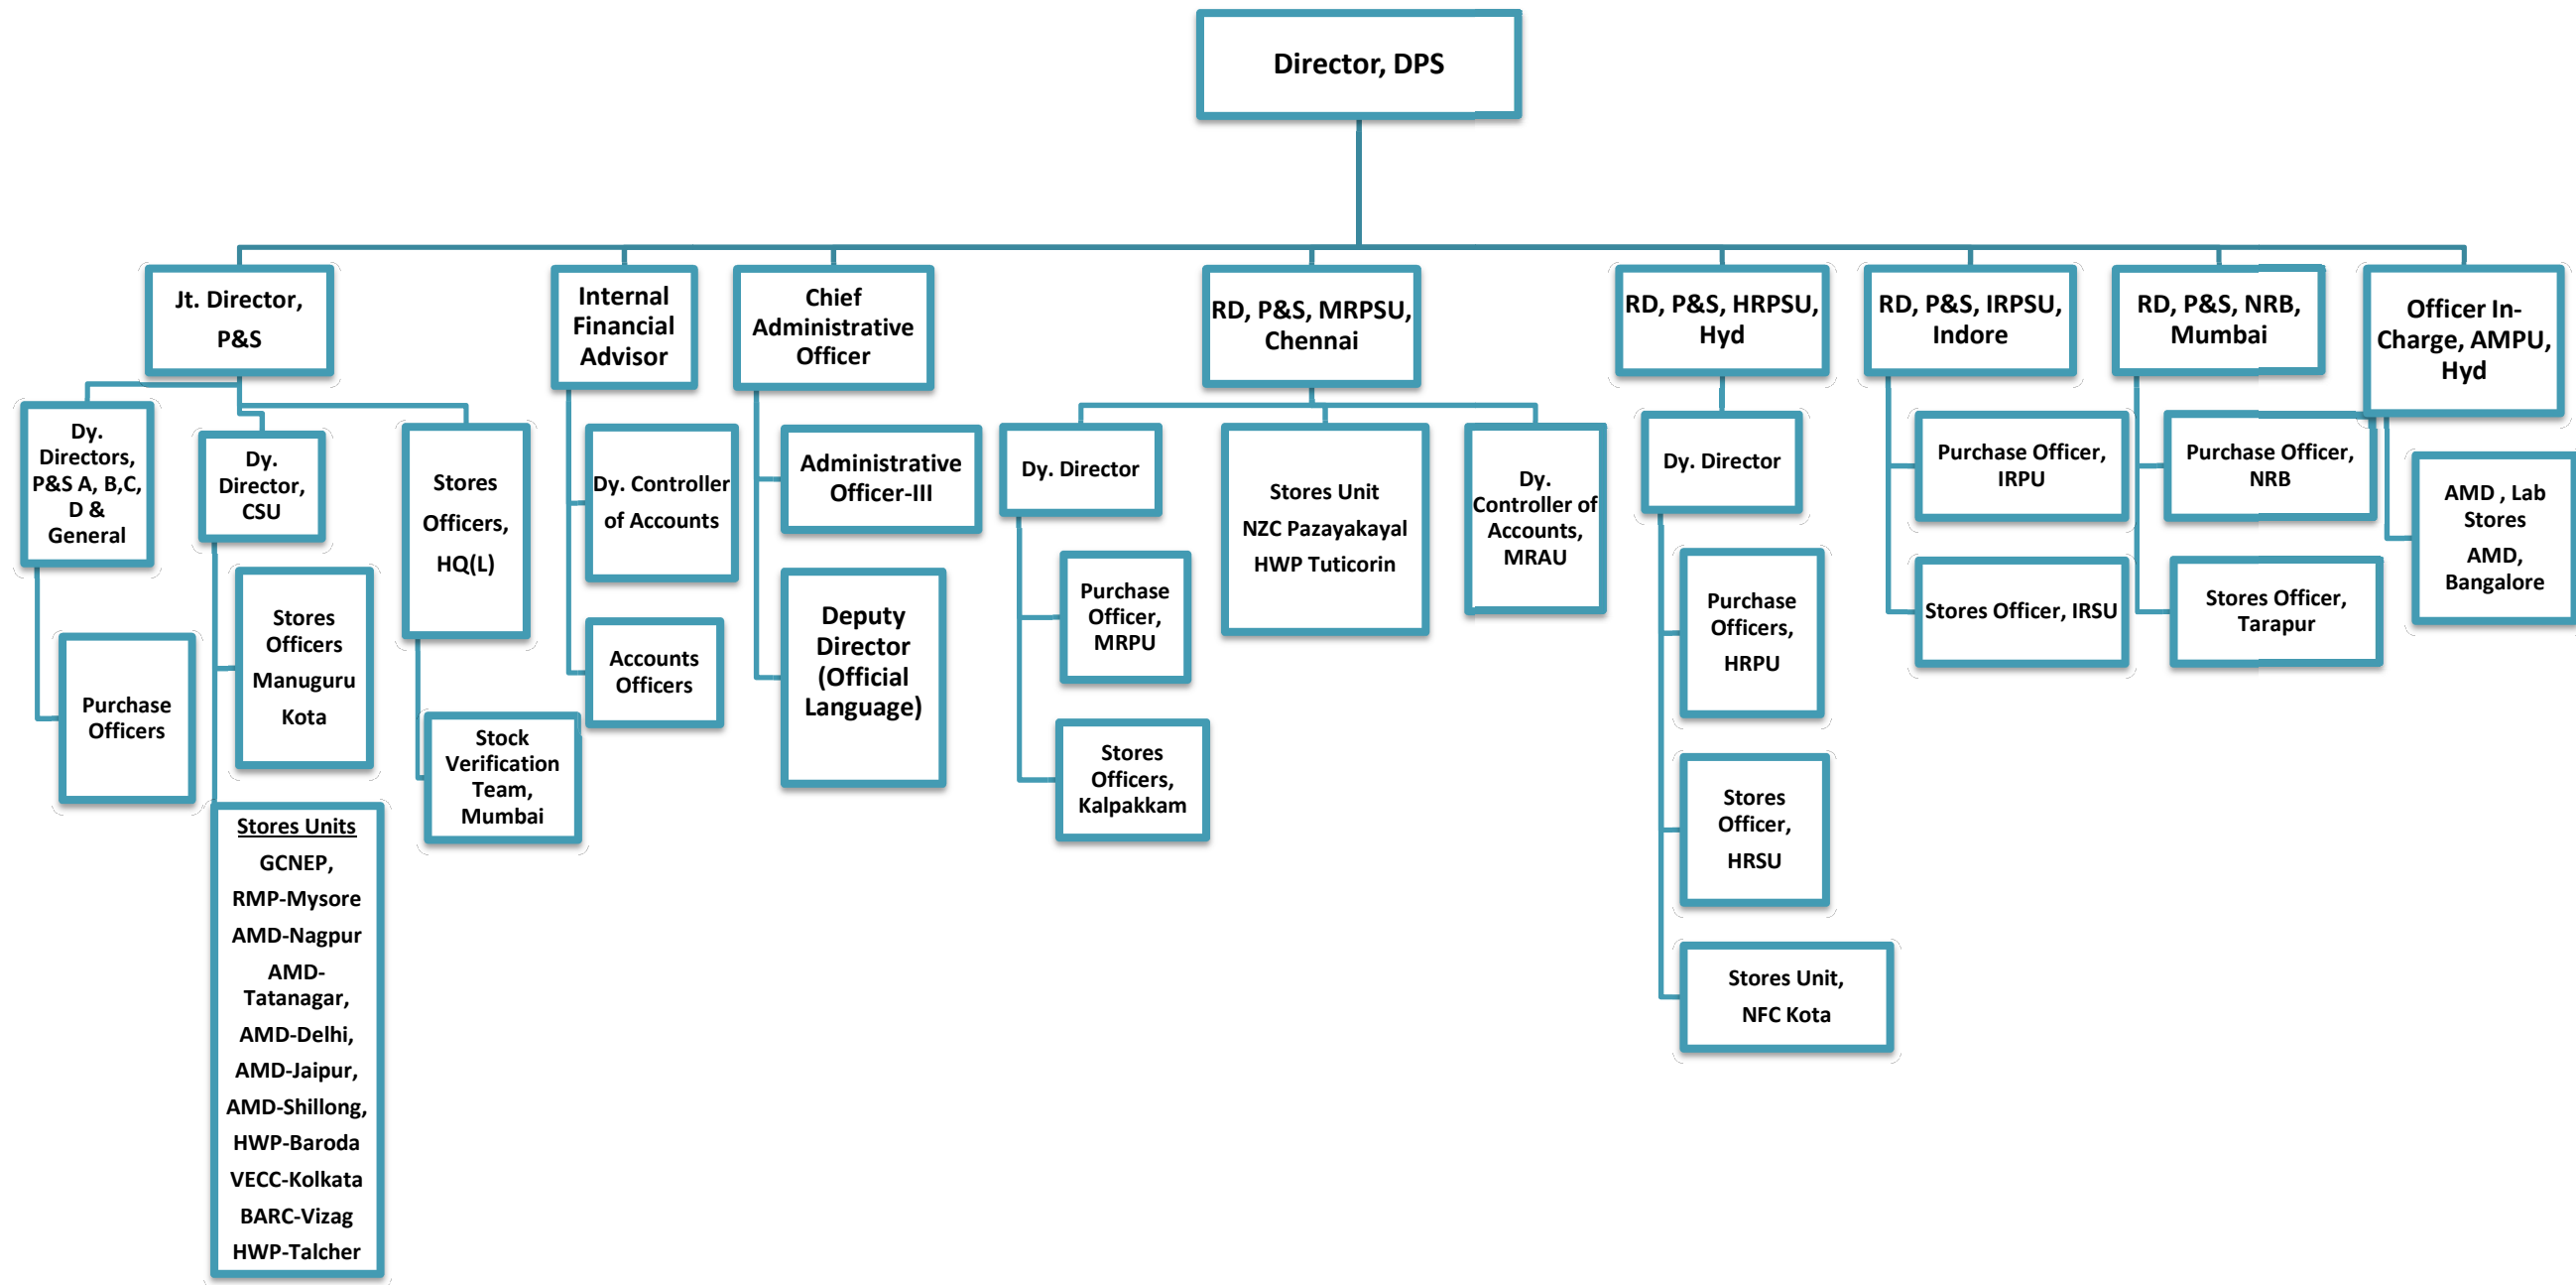 Director, DPS
Jt. Director,
P&S
Internal
Financial
Advisor
Chief
Administrative
Officer
RD, P&S, MRPSU,
Chennai
RD, P&S, HRPSU,
Hyd
RD, P&S, IRPSU,
Indore
RD, P&S, NRB,
Mumbai
Officer In-
Charge, AMPU,
Hyd
Dy.
Directors,
P&S A, B,C,
D &
General
Purchase
Officers
Dy.
Director,
CSU
Stores
Officers
Manuguru
Kota
Stores Units
GCNEP,
RMP-Mysore
AMD-Nagpur
AMD-
Tatanagar,
AMD-Delhi,
AMD-Jaipur,
AMD-Shillong,
HWP-Baroda
VECC-Kolkata
BARC-Vizag
HWP-Talcher
Stores
Officers,
HQ(L)
Stock
Verification
Team,
Mumbai
Dy. Controller
of Accounts
Accounts
Officers
Administrative
Officer-III
Deputy
Director
(Official
Language)
Dy. Director
Purchase
Officer,
MRPU
Stores
Officers,
Kalpakkam
Stores Unit
NZC Pazayakayal
HWP Tuticorin
Dy.
Controller of
Accounts,
MRAU
Dy. Director
Purchase
Officers,
HRPU
Stores
Officer,
HRSU
Stores Unit,
NFC Kota
Purchase Officer,
IRPU
Stores Officer, IRSU
Purchase Officer,
NRB
Stores Officer,
Tarapur
AMD , Lab
Stores
AMD,
Bangalore